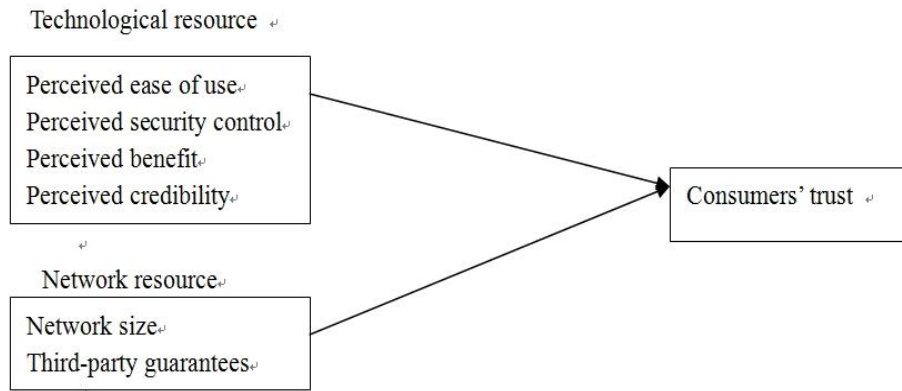 Technological resource
Perceived ease of use
Perceived security control
Perceived benefit
Perceived credibility
Consumers’ trust
Network resource
Network size
Third-party guarantees